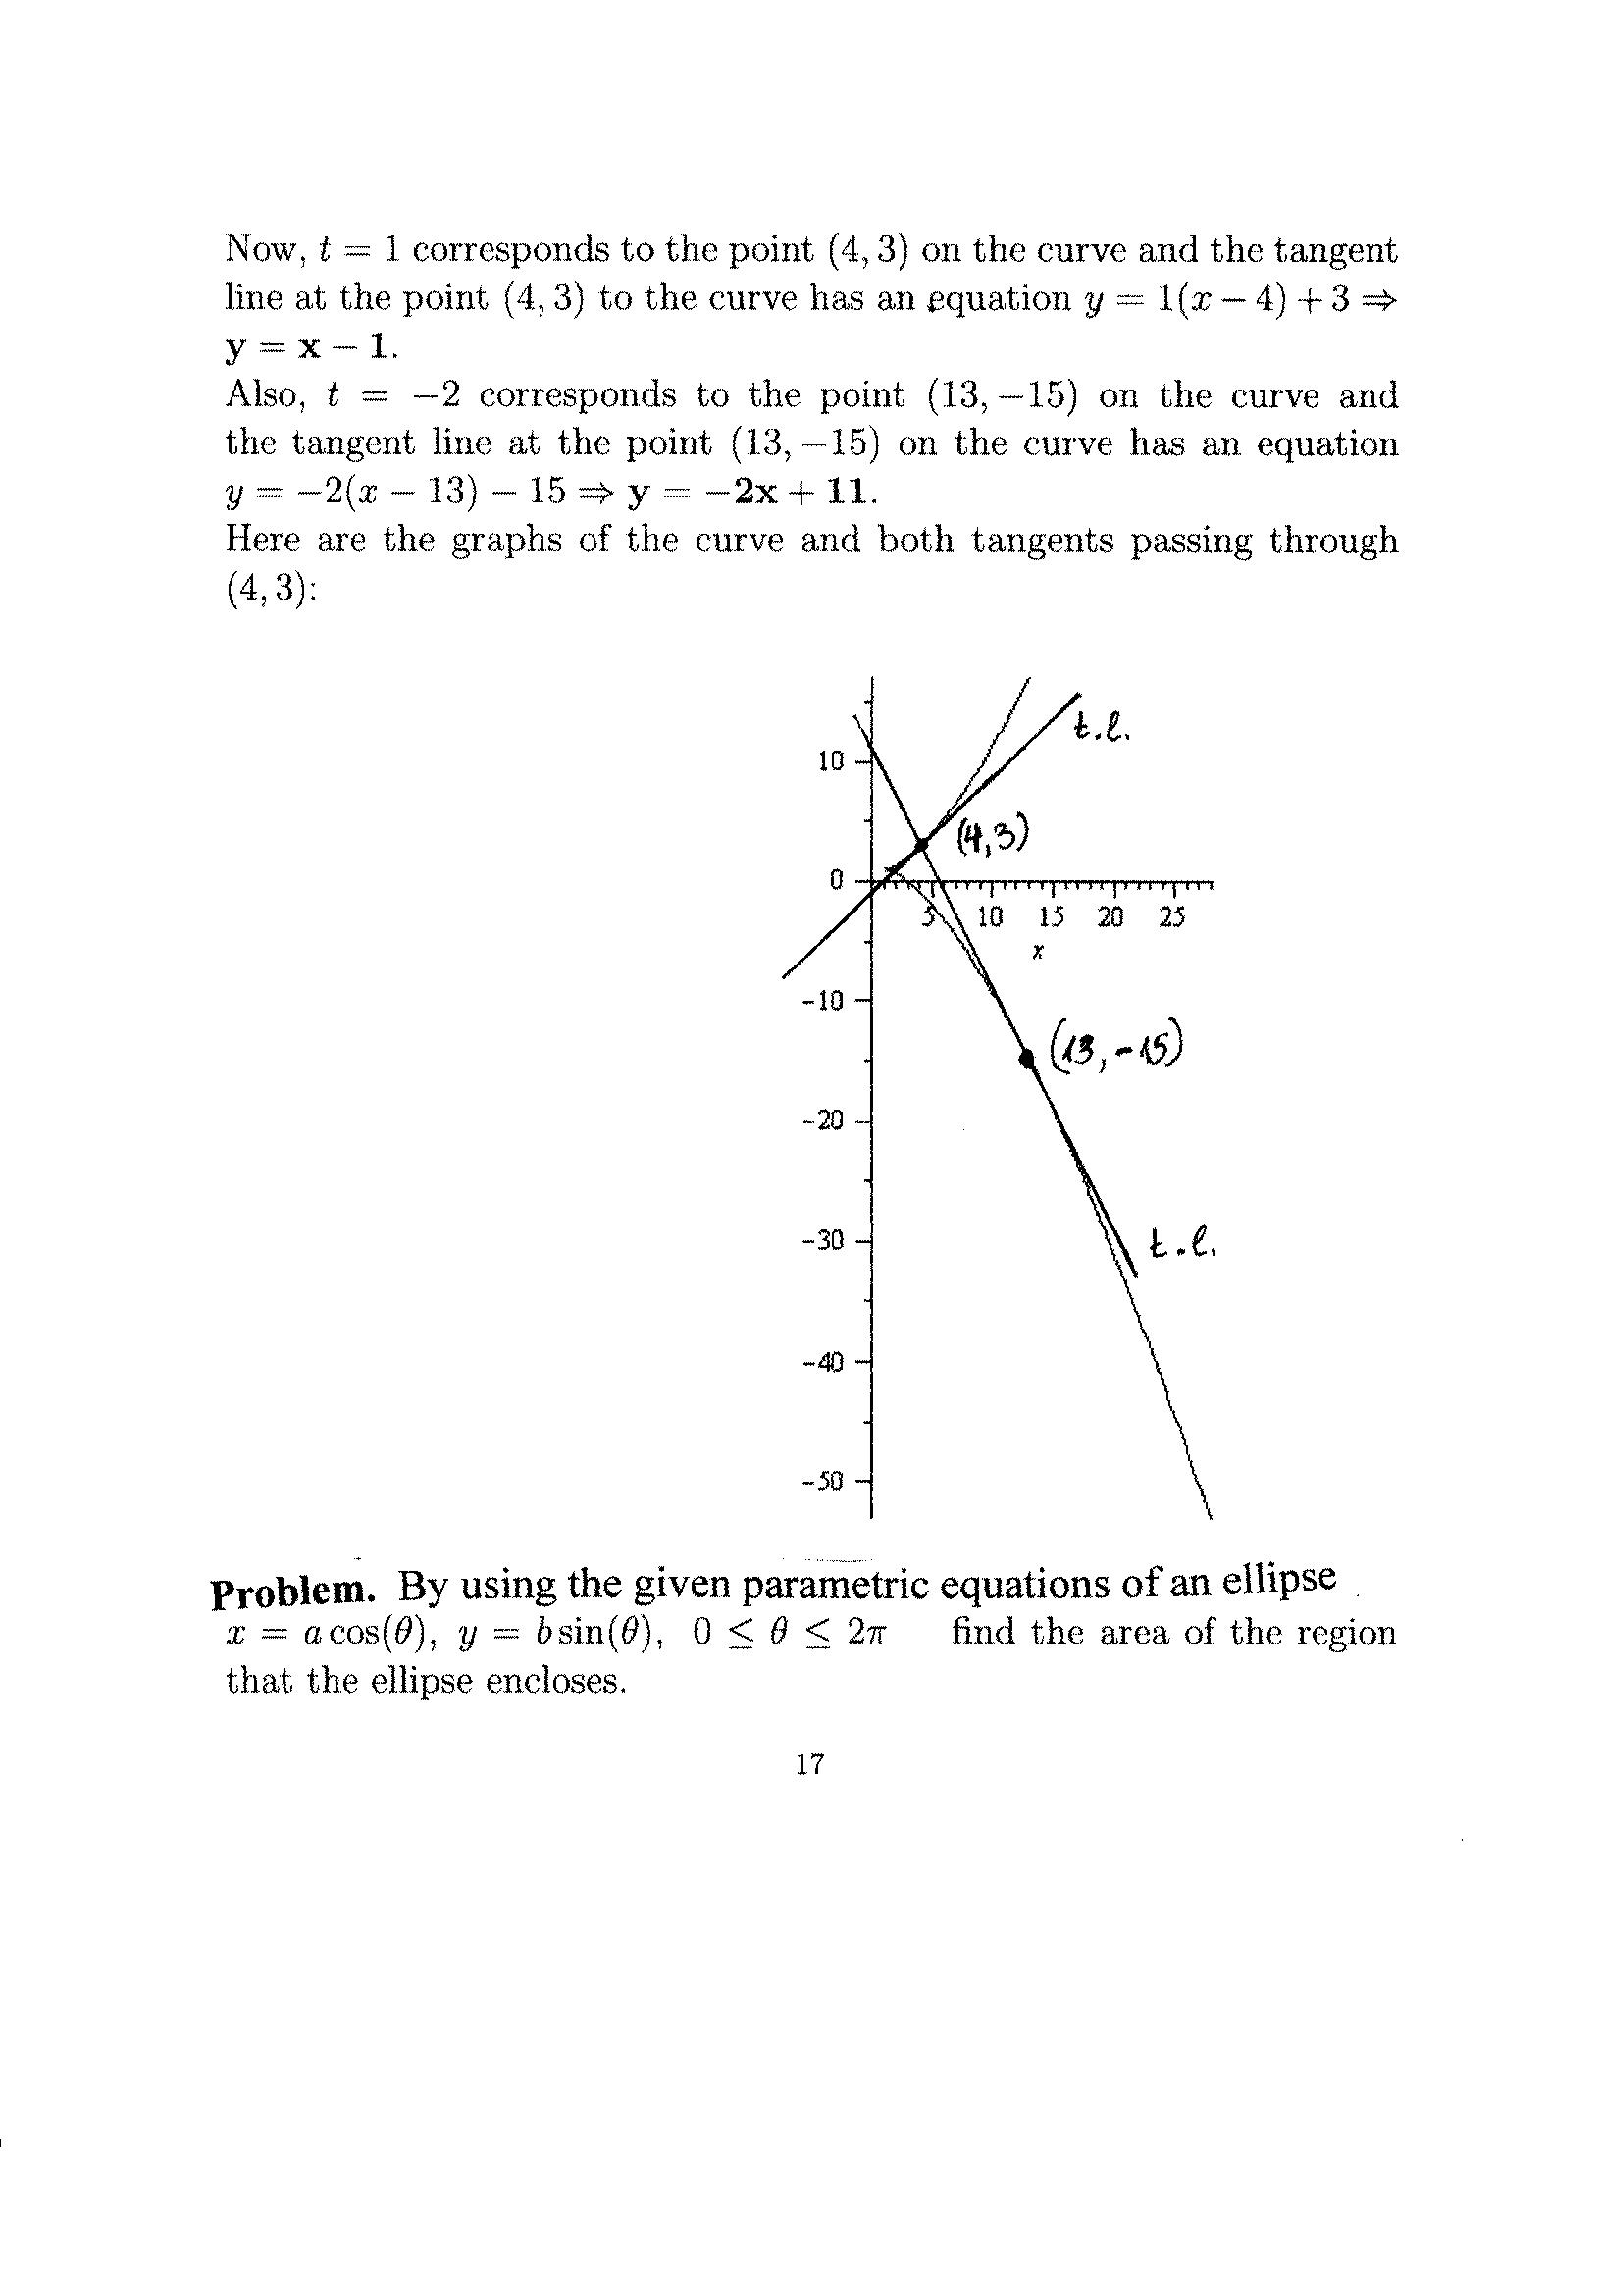 Now, t = 1 corresponds to the point (4, 3) on the curve and the tangent
line at the point (4, 3) to the curve has an equation y = 1(x − 4) + 3 ⇒
y = x − 1.
Also, t = −2 corresponds to the point (13, −15) on the curve and
the tangent line at the point (13, −15) on the curve has an equation
y = −2(x − 13) − 15 ⇒ y = −2x + 11.
Here are the graphs of the curve and both tangents passing through
(4, 3):
t.l.
10
(4,3)
0
5 10 15 20 25
x
-10
(13,-15)
-20
-30
t.l.
-40
-50
Problem. By using the given parametric equations of an ellipse
x = a cos(θ), y = b sin(θ), 0 ≤ θ ≤ 2π find the area of the region
that the ellipse encloses.
17